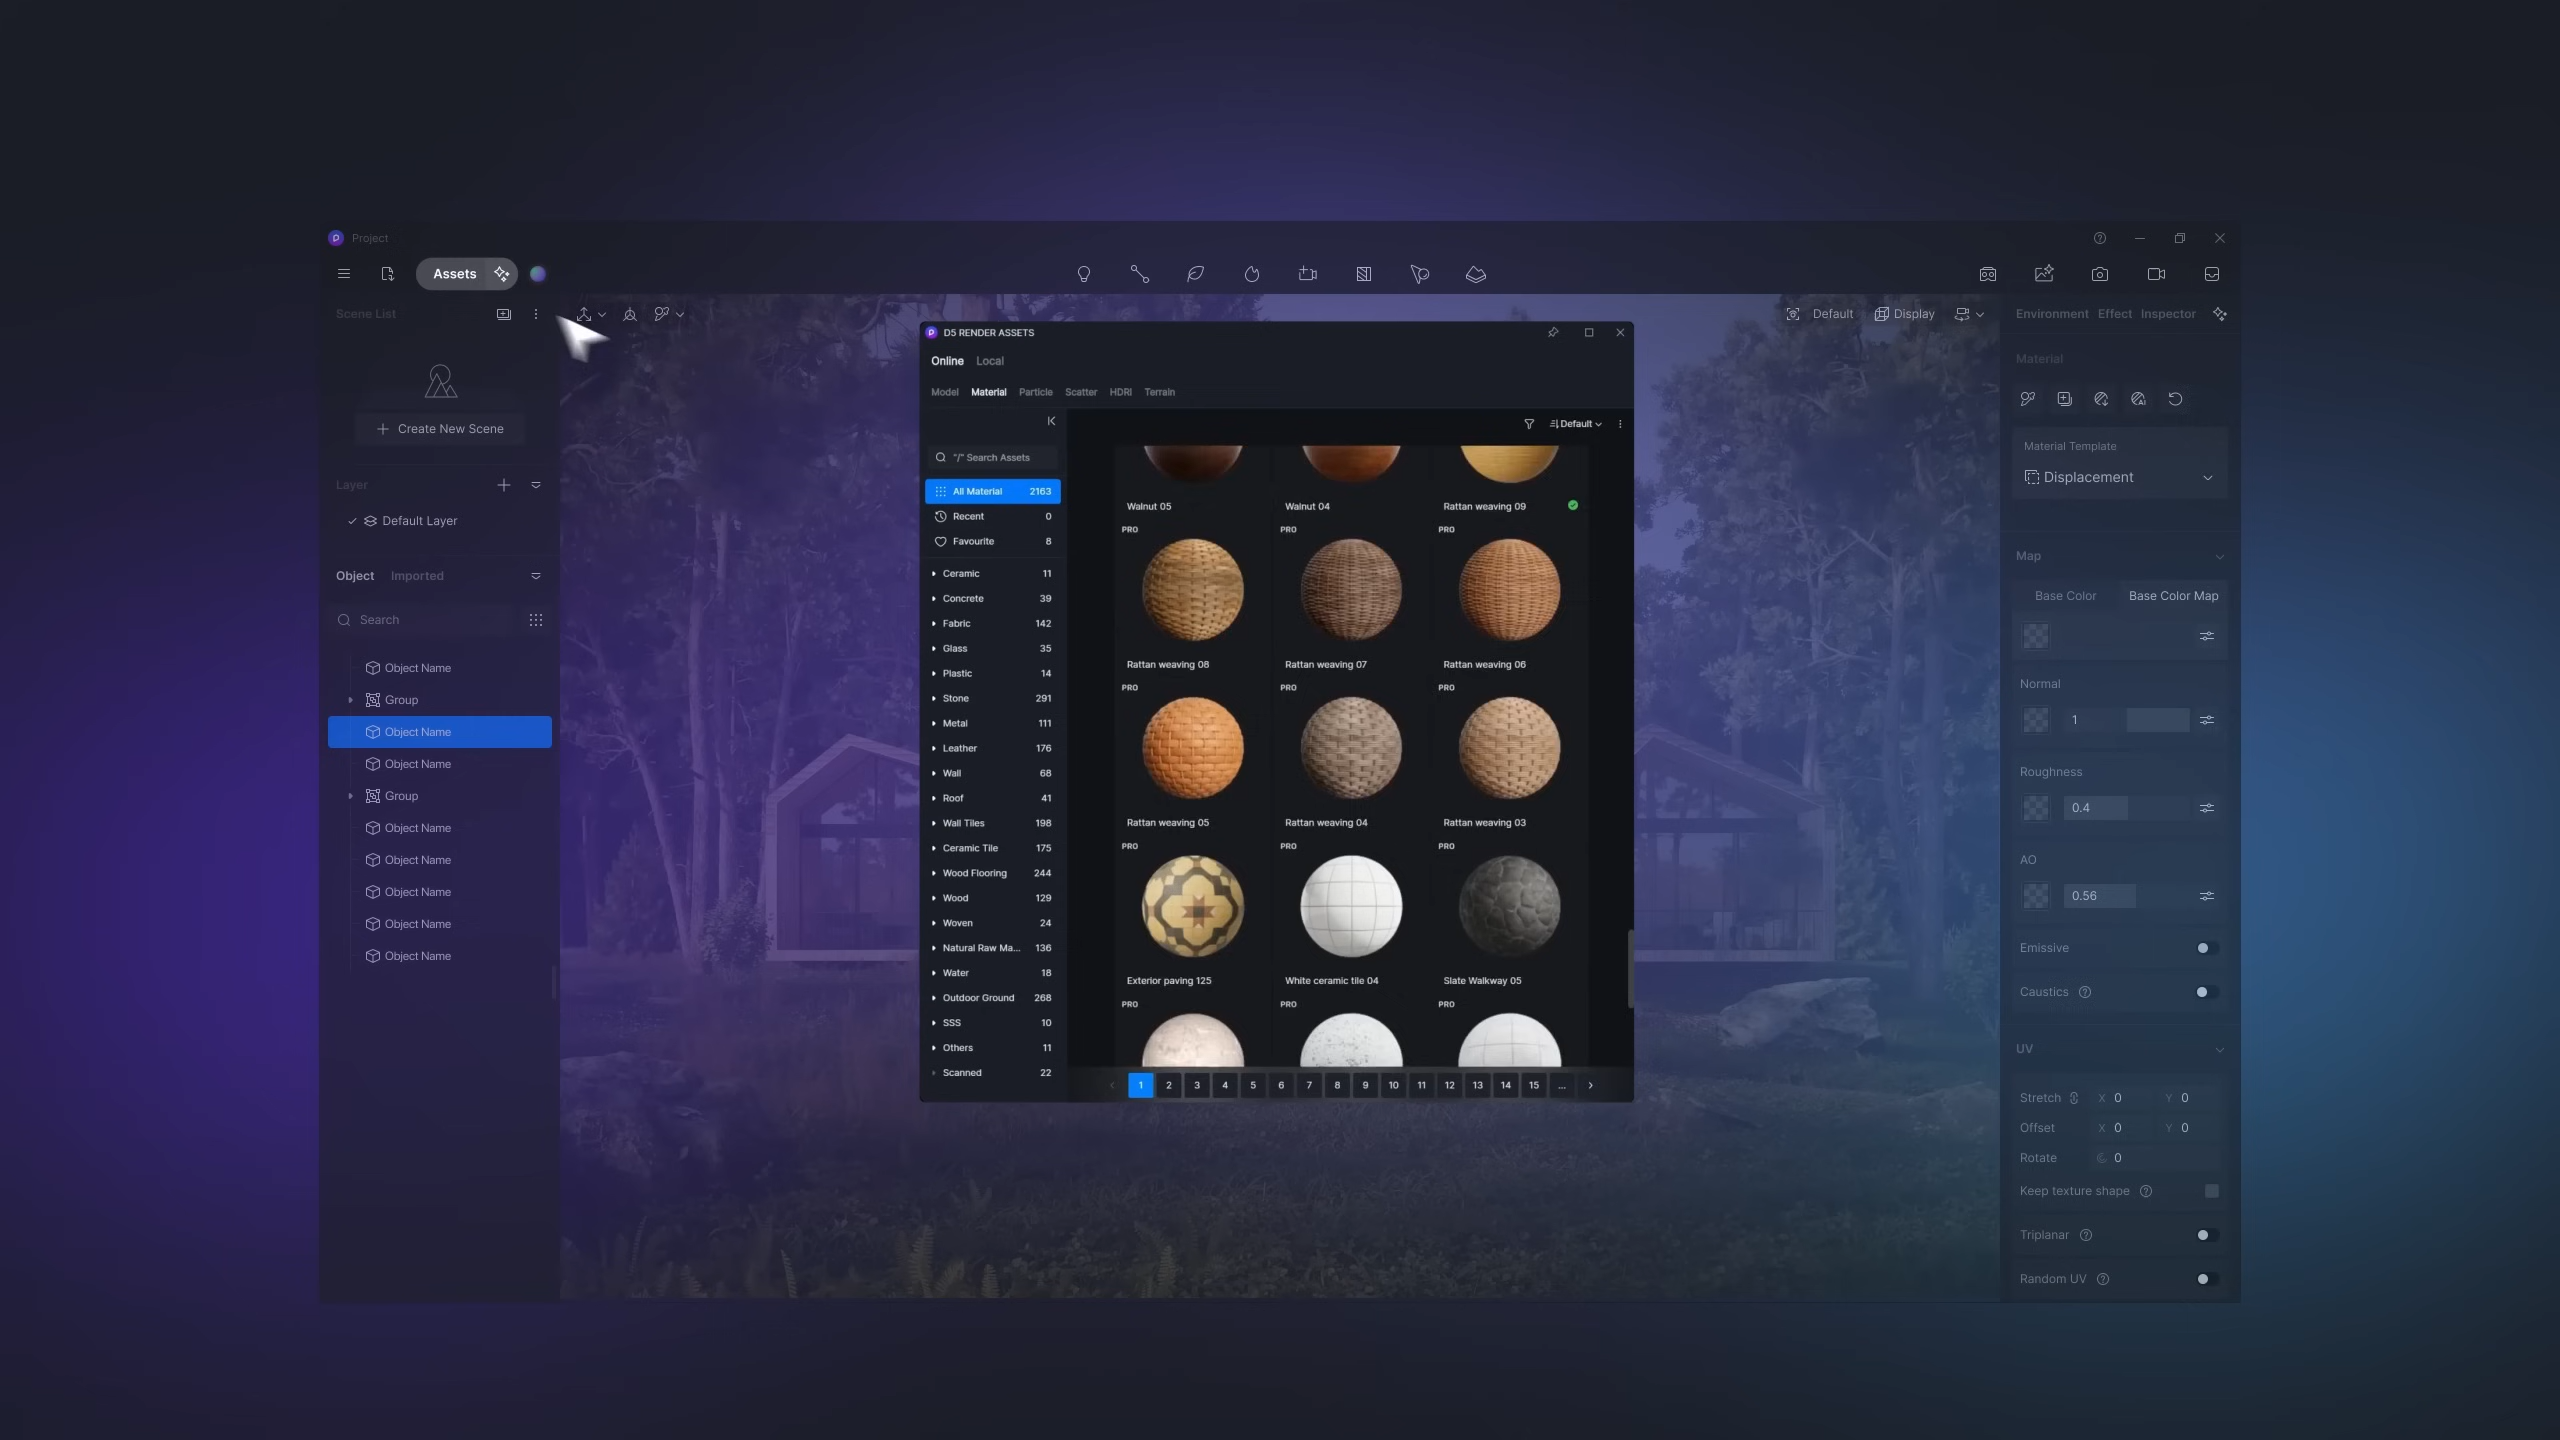 Project
Assets
Scene List
Create New Scene
Layer
Default Layer
Object Imported
Search
Object Name
Group
Object Name
Object Name
Group
Object Name
Object Name
Object Name
Object Name
Object Name
Default Display
D5 RENDER ASSETS
Online Local
Model Material Particle Scatter HDRI Terrain
Default
"/" Search Assets
All Material 2163
Recent 0
Favourite 8
Ceramic 11
Concrete 39
Fabric 142
Glass 35
Plastic 14
Stone 291
Metal 111
Leather 176
Wall 68
Roof 41
Wall Tiles 198
Ceramic Tile 175
Wood Flooring 244
Wood 129
Woven 24
Natural Raw Ma... 136
Water 18
Outdoor Ground 268
SSS 10
Others 11
Scanned 22
Walnut 05 Walnut 04 Rattan weaving 09
PRO PRO PRO
Rattan weaving 08 Rattan weaving 07 Rattan weaving 06
PRO PRO PRO
Rattan weaving 05 Rattan weaving 04 Rattan weaving 03
PRO PRO PRO
Exterior paving 125 White ceramic tile 04 Slate Walkway 05
PRO PRO PRO
1 2 3 4 5 6 7 8 9 10 11 12 13 14 15 ...
Environment Effect Inspector
Material
AI
Material Template
Displacement
Map
Base Color Base Color Map
Normal
1
Roughness
0.4
AO
0.56
Emissive
Caustics
UV
Stretch X 0 Y 0
Offset X 0 Y 0
Rotate 0
Keep texture shape
Triplanar
Random UV